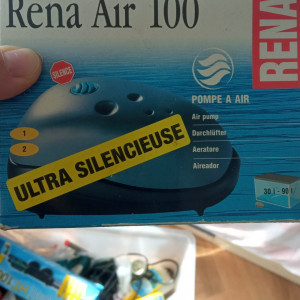 Rena Air 100
RENA
SILENCE
POMPE A AIR
Air pump
Durchlüfter
Aeratore
Aireador
1
2
ULTRA SILENCIEUSE
30 l - 90 l